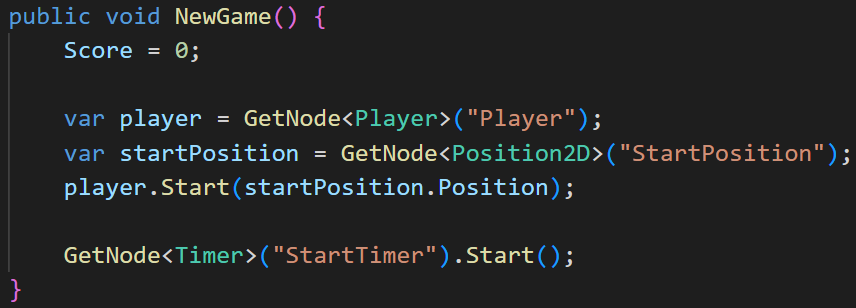 public void NewGame() {
    Score = 0;

    var player = GetNode<Player>("Player");
    var startPosition = GetNode<Position2D>("StartPosition");
    player.Start(startPosition.Position);

    GetNode<Timer>("StartTimer").Start();
}